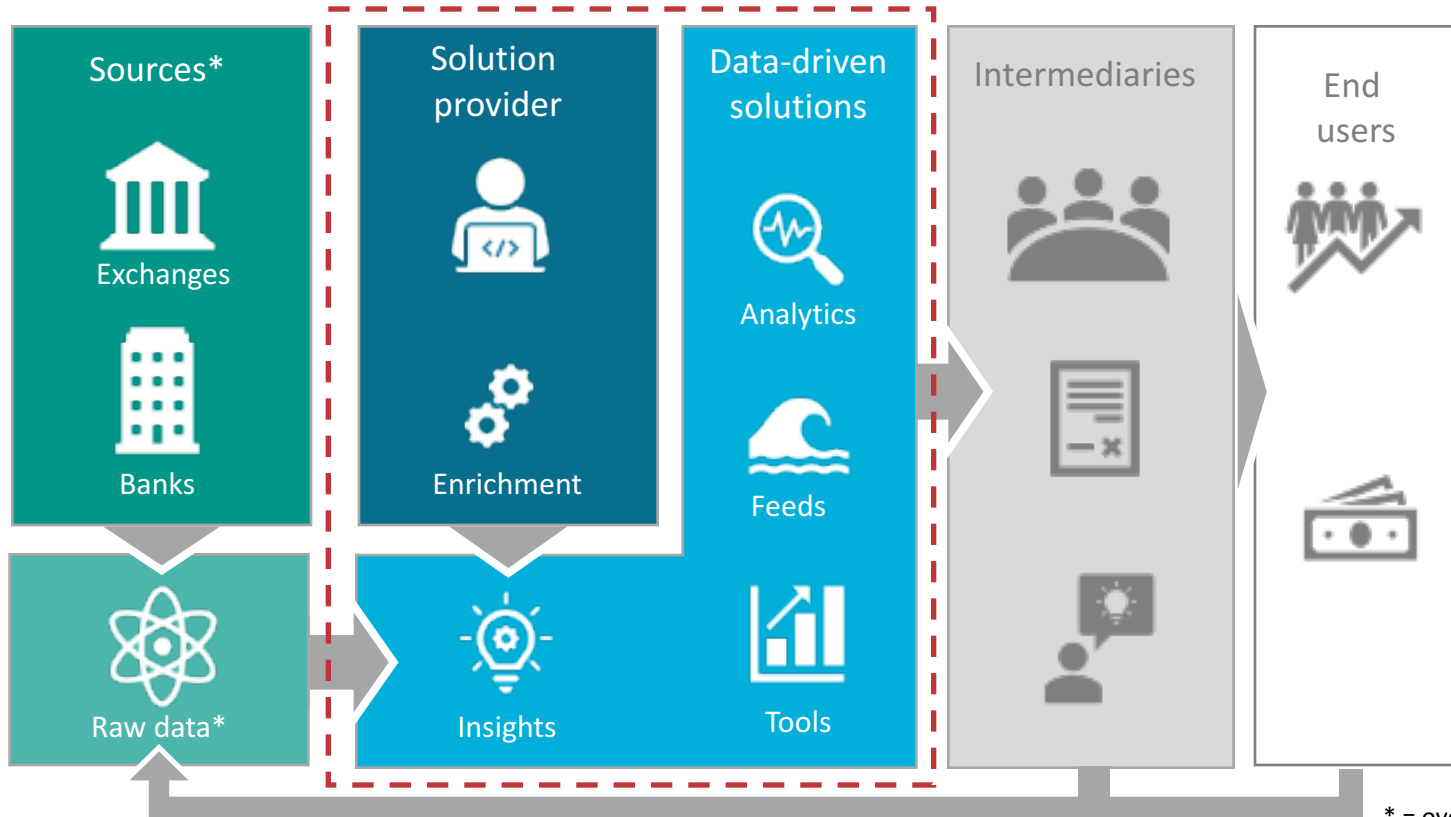 Sources*
Exchanges
Banks
Raw data*
Solution
provider
</>
Enrichment
Insights
Data-driven
solutions
Analytics
Feeds
Tools
Intermediaries
End
users
* =